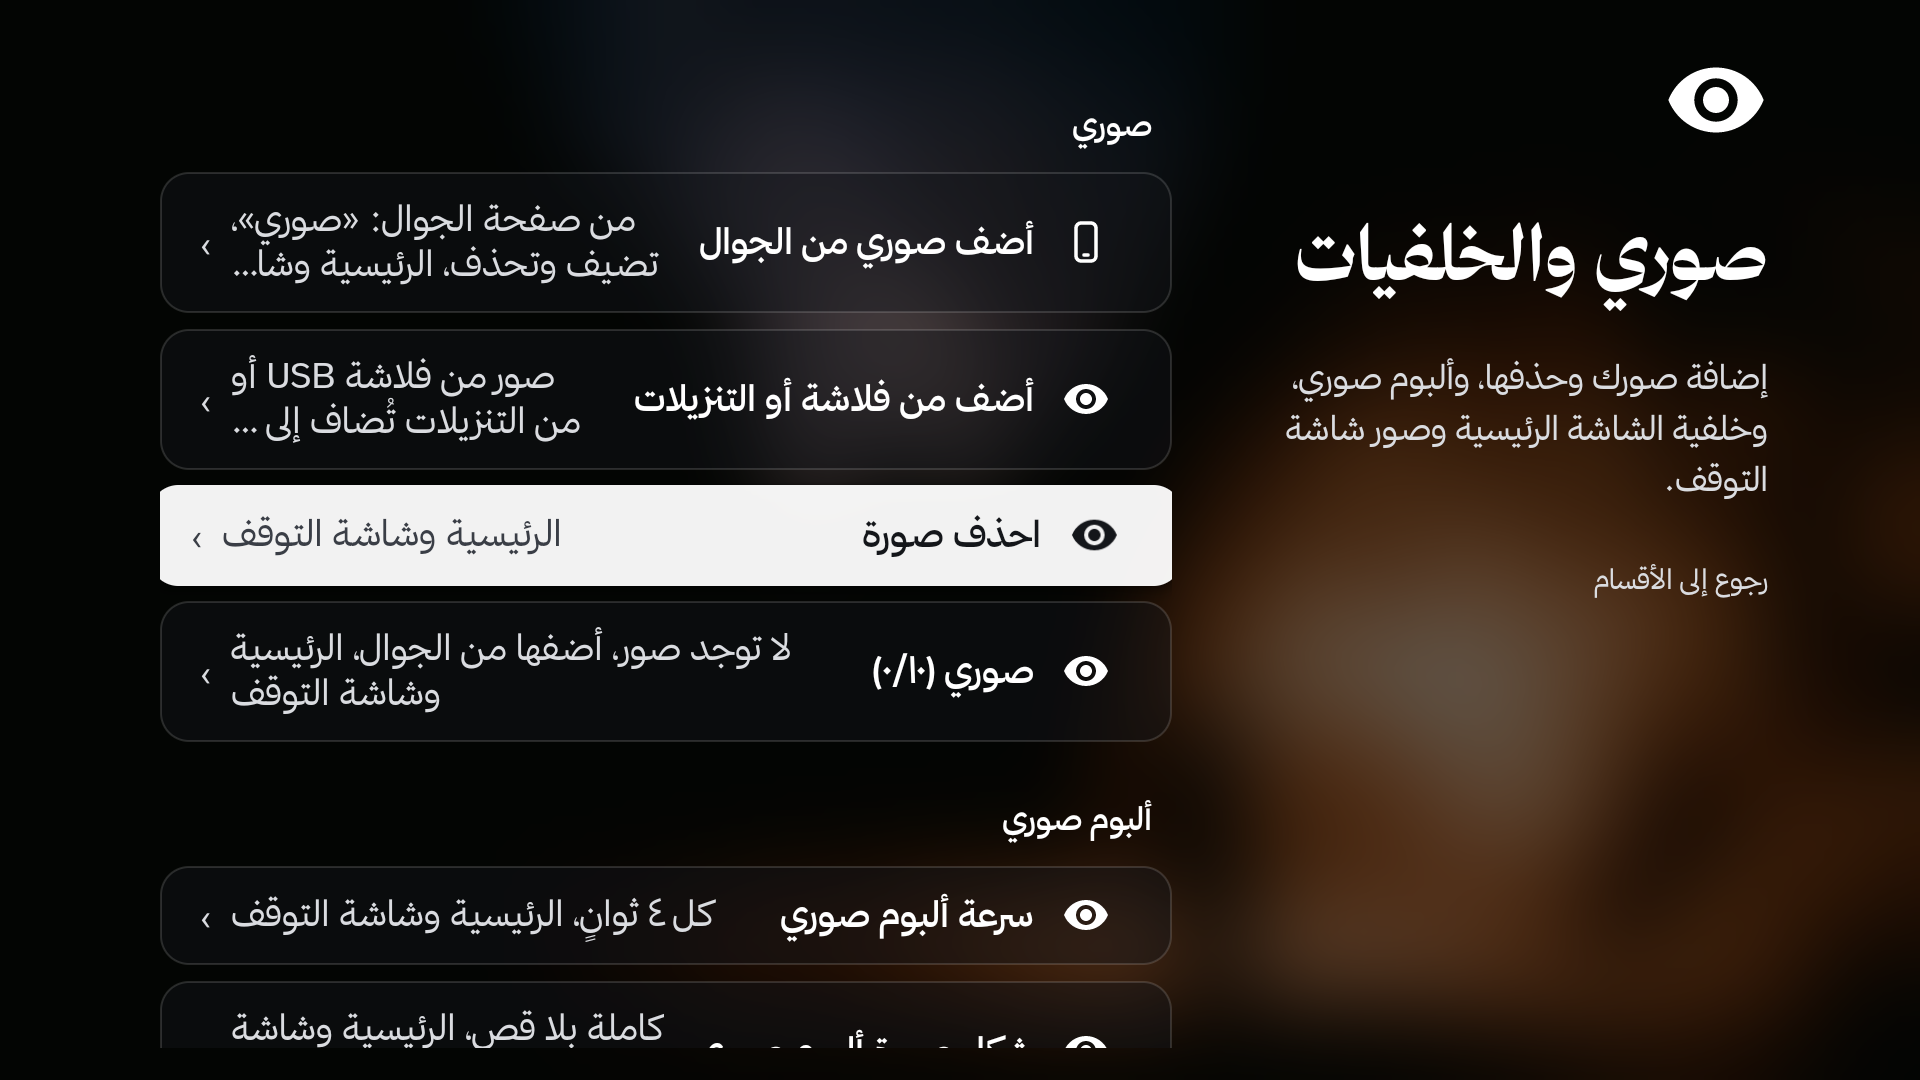 صوري والخلفيات
إضافة صورك وحذفها، وألبوم صوري،
وخلفية الشاشة الرئيسية وصور شاشة
التوقف.
رجوع إلى الأقسام
صوري
أضف صوري من الجوال
من صفحة الجوال: «صوري»،
تضيف وتحذف، الرئيسية وشا...
أضف من فلاشة أو التنزيلات
صور من فلاشة USB أو
من التنزيلات تُضاف إلى ...
احذف صورة
الرئيسية وشاشة التوقف
صوري (٠/١٠)
لا توجد صور، أضفها من الجوال، الرئيسية
وشاشة التوقف
ألبوم صوري
سرعة ألبوم صوري
كل ٤ ثوانٍ، الرئيسية وشاشة التوقف
كاملة بلا قص، الرئيسية وشاشة